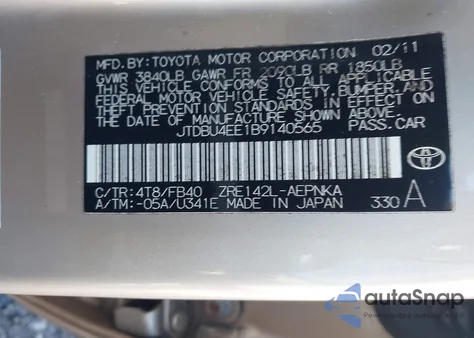 MFD. BY: TOYOTA MOTOR CORPORATION 02/11
GVWR 3840LB GAWR FR 2090LB RR 1850LB
THIS VEHICLE CONFORMS TO ALL APPLICABLE
FEDERAL MOTOR VEHICLE SAFETY, BUMPER, AND
THEFT PREVENTION STANDARDS IN EFFECT ON
THE DATE OF MANUFACTURE SHOWN ABOVE.
JTDBU4EE1B9140565 PASS.CAR
C/TR:4T8/FB40 ZRE142L-AEPNKA
A/TM:-05A/U341E MADE IN JAPAN 330 A
autoSnap